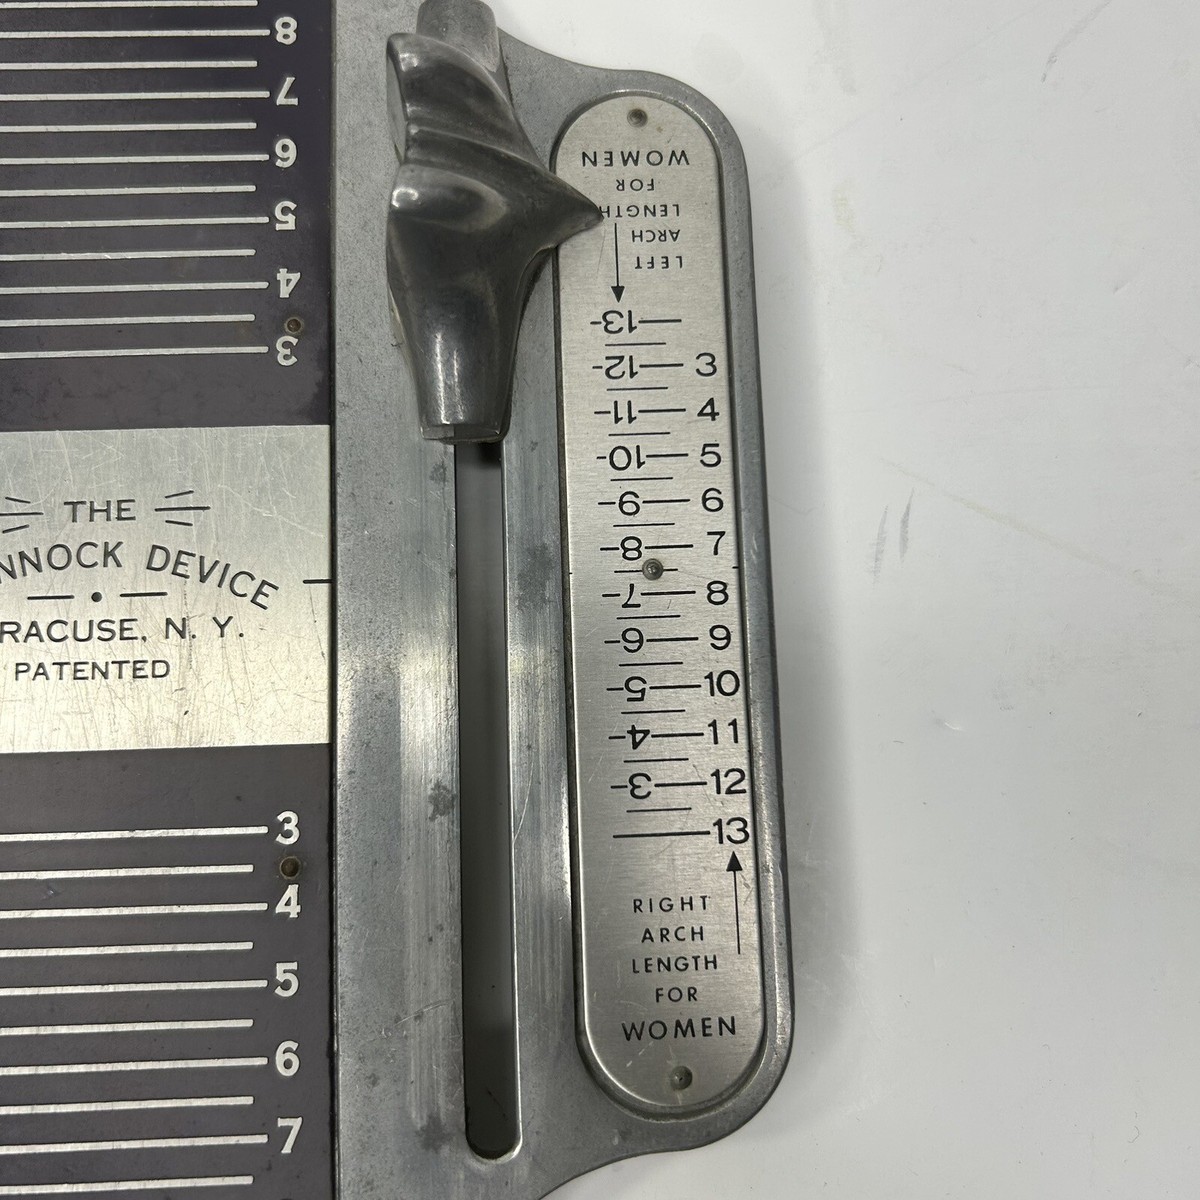 8
7
6
5
4
3
THE
NNOCK DEVICE
RACUSE, N. Y.
PATENTED
3
4
5
6
7
WOMEN
FOR
LENGTH
ARCH
LEFT
13
12 3
11 4
10 5
9 6
8 7
7 8
6 9
5 10
4 11
3 12
13
RIGHT
ARCH
LENGTH
FOR
WOMEN